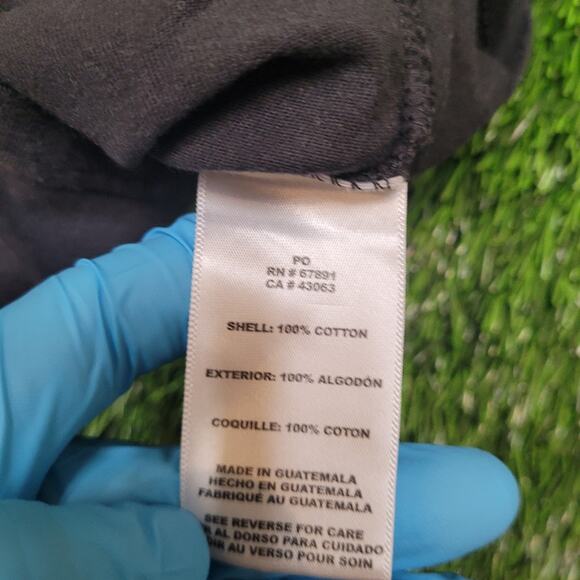 PO
RN # 67891
CA # 43063
SHELL: 100% COTTON
EXTERIOR: 100% ALGODÓN
COQUILLE: 100% COTON
MADE IN GUATEMALA
HECHO EN GUATEMALA
FABRIQUÉ AU GUATEMALA
SEE REVERSE FOR CARE
AL DORSO PARA CUIDADO
AU VERSO POUR SOIN